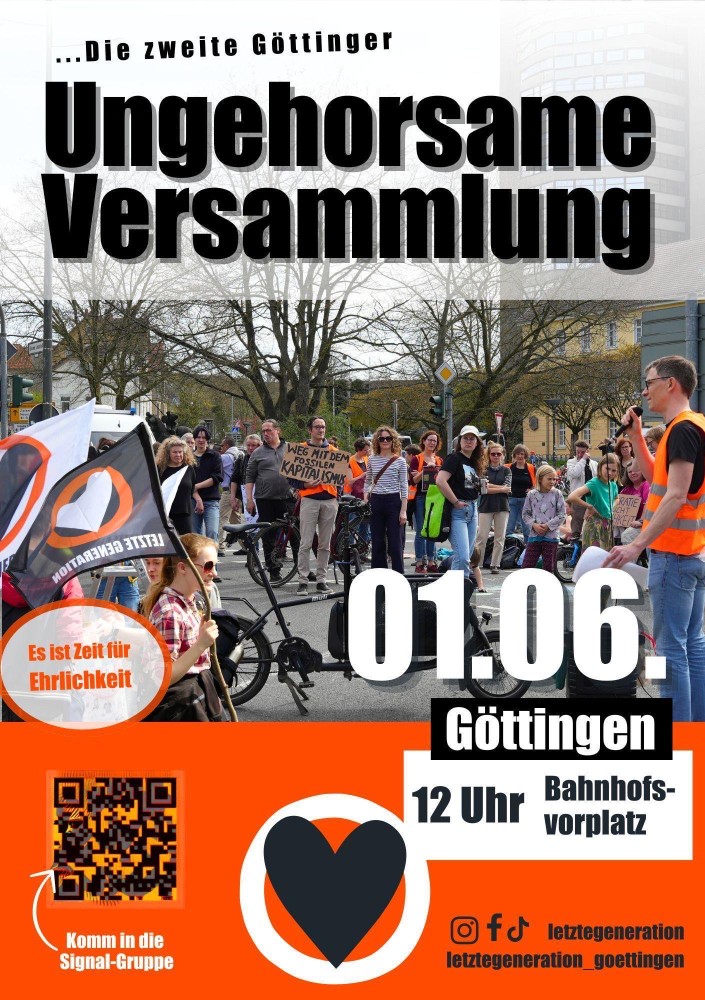 ...Die zweite Göttinger
Ungehorsame
Versammlung
WEG MIT DEM
FOSSILEN
KAPITALISMUS
LETZTE GENERATION
Es ist Zeit für
Ehrlichkeit
01.06.
Göttingen
12 Uhr
Bahnhofs-
vorplatz
Komm in die
Signal-Gruppe
letztegeneration
letztegeneration_goettingen